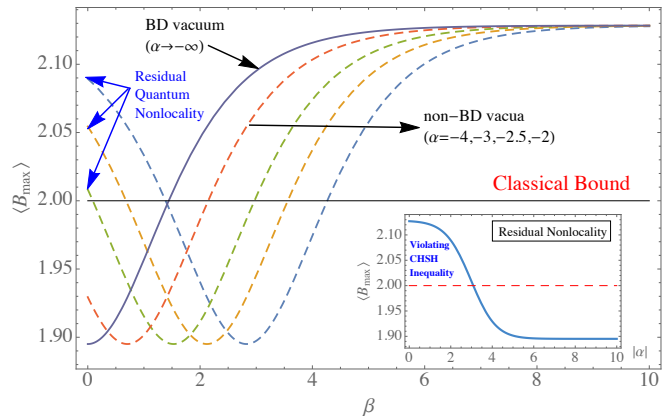 BD vacuum
(α→-∞)
Residual
Quantum
Nonlocality
non-BD vacua
(α=-4,-3,-2.5,-2)
Classical Bound
⟨B_max⟩
2.10
2.05
2.00
1.95
1.90
0
2
4
6
8
10
β
Residual Nonlocality
Violating
CHSH
Inequality
⟨B_max⟩
2.10
2.05
2.00
1.95
1.90
0
2
4
6
8
10
|α|